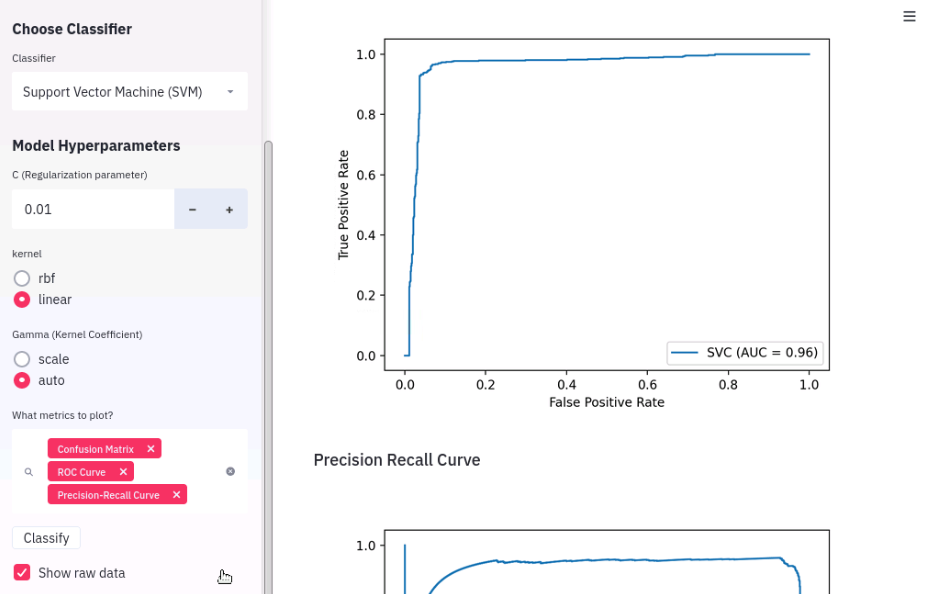 Choose Classifier
Classifier
Support Vector Machine (SVM)
Model Hyperparameters
C (Regularization parameter)
0.01
− +
kernel
rbf
linear
Gamma (Kernel Coefficient)
scale
auto
What metrics to plot?
Confusion Matrix ×
ROC Curve ×
Precision-Recall Curve ×
Classify
Show raw data
1.0
0.8
0.6
0.4
0.2
0.0
True Positive Rate
SVC (AUC = 0.96)
0.0 0.2 0.4 0.6 0.8 1.0
False Positive Rate
Precision Recall Curve
1.0